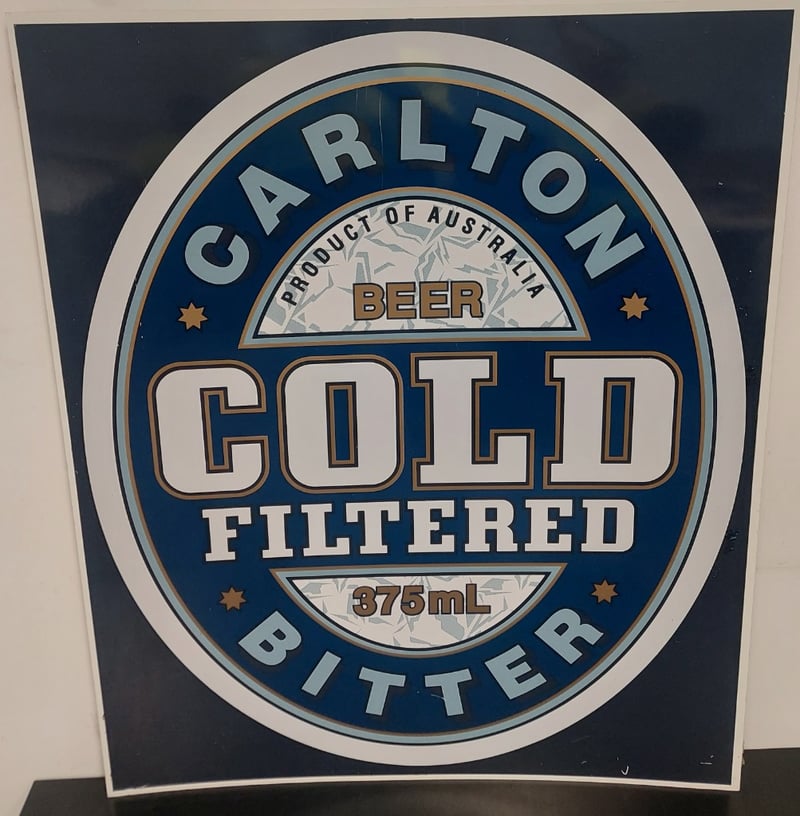 CARLTON
PRODUCT OF AUSTRALIA
BEER
COLD
FILTERED
375mL
BITTER